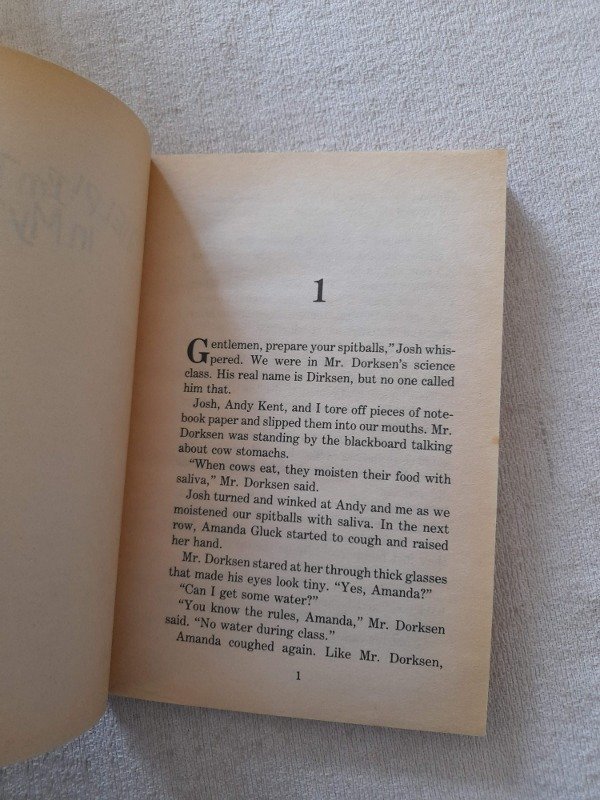 1
Gentlemen, prepare your spitballs,” Josh whis-
pered. We were in Mr. Dorksen’s science
class. His real name is Dirksen, but no one called
him that.
Josh, Andy Kent, and I tore off pieces of note-
book paper and slipped them into our mouths. Mr.
Dorksen was standing by the blackboard talking
about cow stomachs.
“When cows eat, they moisten their food with
saliva,” Mr. Dorksen said.
Josh turned and winked at Andy and me as we
moistened our spitballs with saliva. In the next
row, Amanda Gluck started to cough and raised
her hand.
Mr. Dorksen stared at her through thick glasses
that made his eyes look tiny. “Yes, Amanda?”
“Can I get some water?”
“You know the rules, Amanda,” Mr. Dorksen
said. “No water during class.”
Amanda coughed again. Like Mr. Dorksen,
1